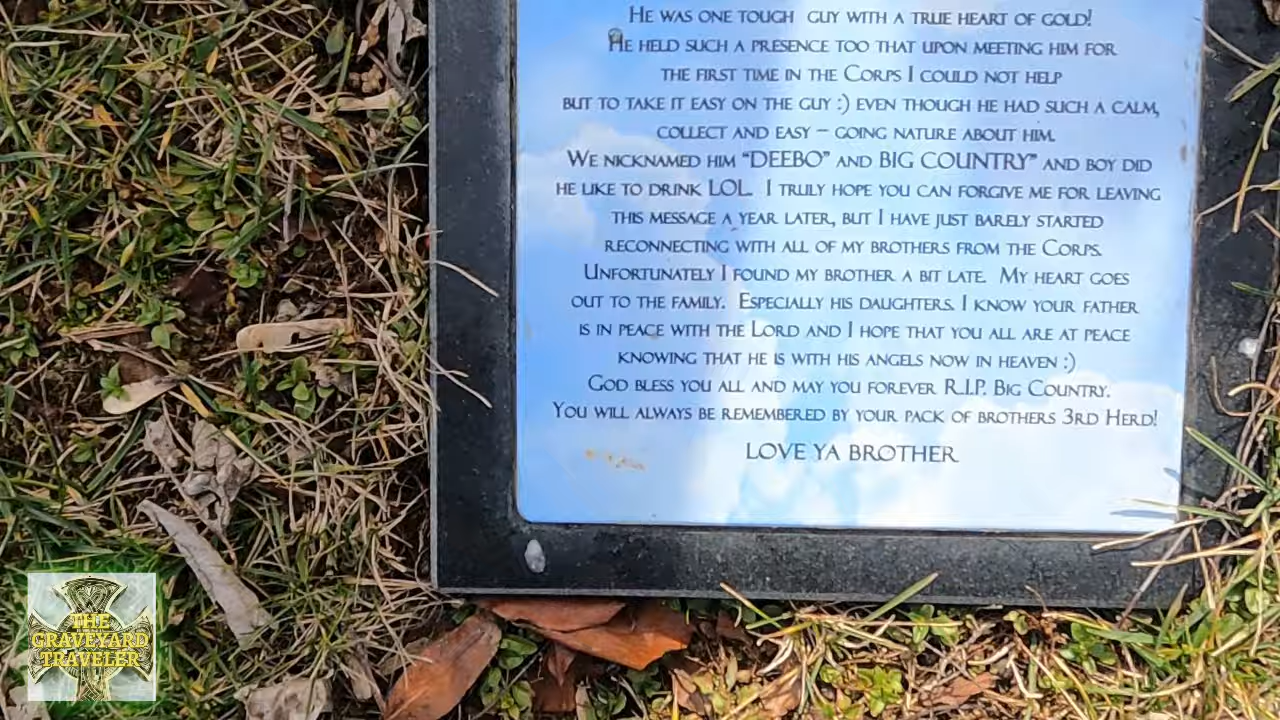 He was one tough guy with a true heart of gold!
He held such a presence too that upon meeting him for
the first time in the Corps I could not help
but to take it easy on the guy :) even though he had such a calm,
collect and easy – going nature about him.
We nicknamed him “DEEBO” and BIG COUNTRY” and boy did
he like to drink LOL. I truly hope you can forgive me for leaving
this message a year later, but I have just barely started
reconnecting with all of my brothers from the Corps.
Unfortunately I found my brother a bit late. My heart goes
out to the family. Especially his daughters. I know your father
is in peace with the Lord and I hope that you all are at peace
knowing that he is with his angels now in heaven :)
God bless you all and may you forever R.I.P. Big Country.
You will always be remembered by your pack of brothers 3rd Herd!
LOVE YA BROTHER
THE
GRAVEYARD
TRAVELER